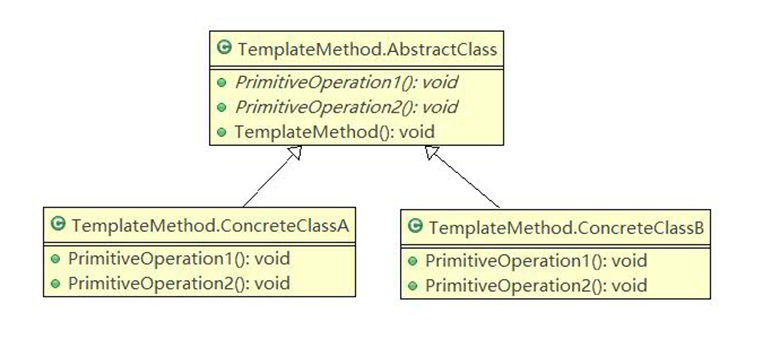 TemplateMethod.AbstractClass
PrimitiveOperation1(): void
PrimitiveOperation2(): void
TemplateMethod(): void
TemplateMethod.ConcreteClassA
PrimitiveOperation1(): void
PrimitiveOperation2(): void
TemplateMethod.ConcreteClassB
PrimitiveOperation1(): void
PrimitiveOperation2(): void